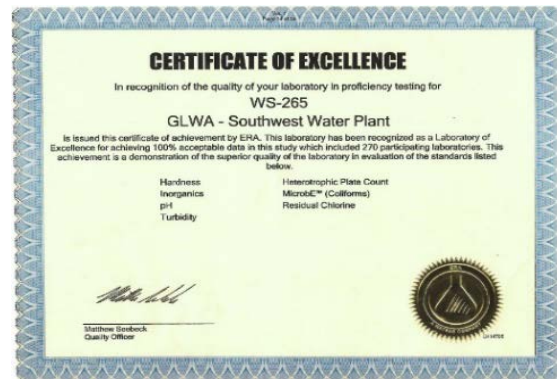 CERTIFICATE OF EXCELLENCE
In recognition of the quality of your laboratory in proficiency testing for
WS-265
GLWA - Southwest Water Plant
is issued this certificate of achievement by ERA. This laboratory has been recognized as a Laboratory of
Excellence for achieving 100% acceptable data in this study which included 270 participating laboratories. This
achievement is a demonstration of the superior quality of the laboratory in evaluation of the standards listed
below.
Hardness
Inorganics
pH
Turbidity
Heterotrophic Plate Count
MicrobE™ (Coliforms)
Residual Chlorine
ERA
Matthew Seebeck
Quality Officer